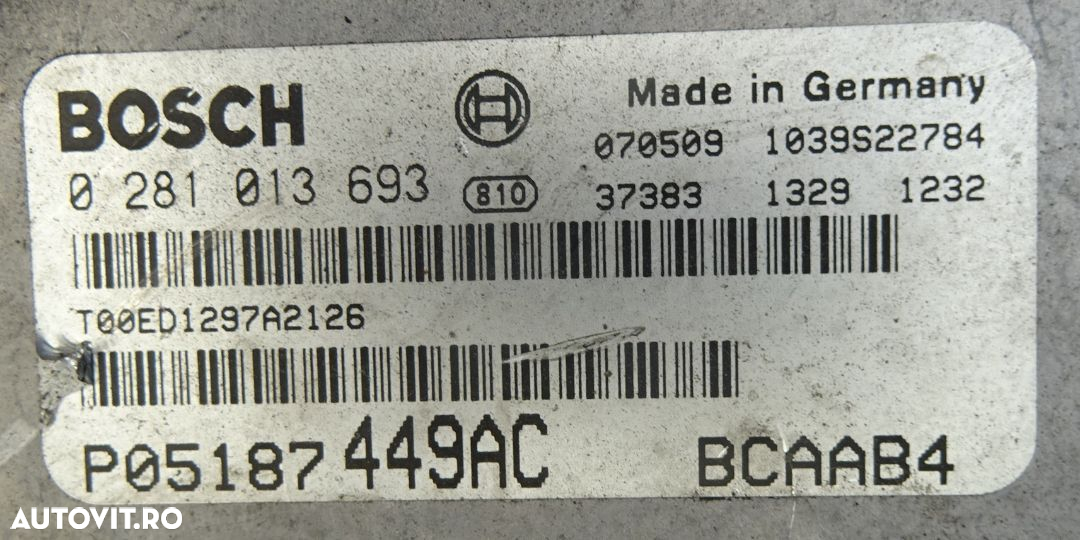 BOSCH
Made in Germany
070509 1039S22784
0 281 013 693 810 37383 1329 1232
T00ED1297A2126
P05187449AC BCAAB4
AUTOVIT.RO